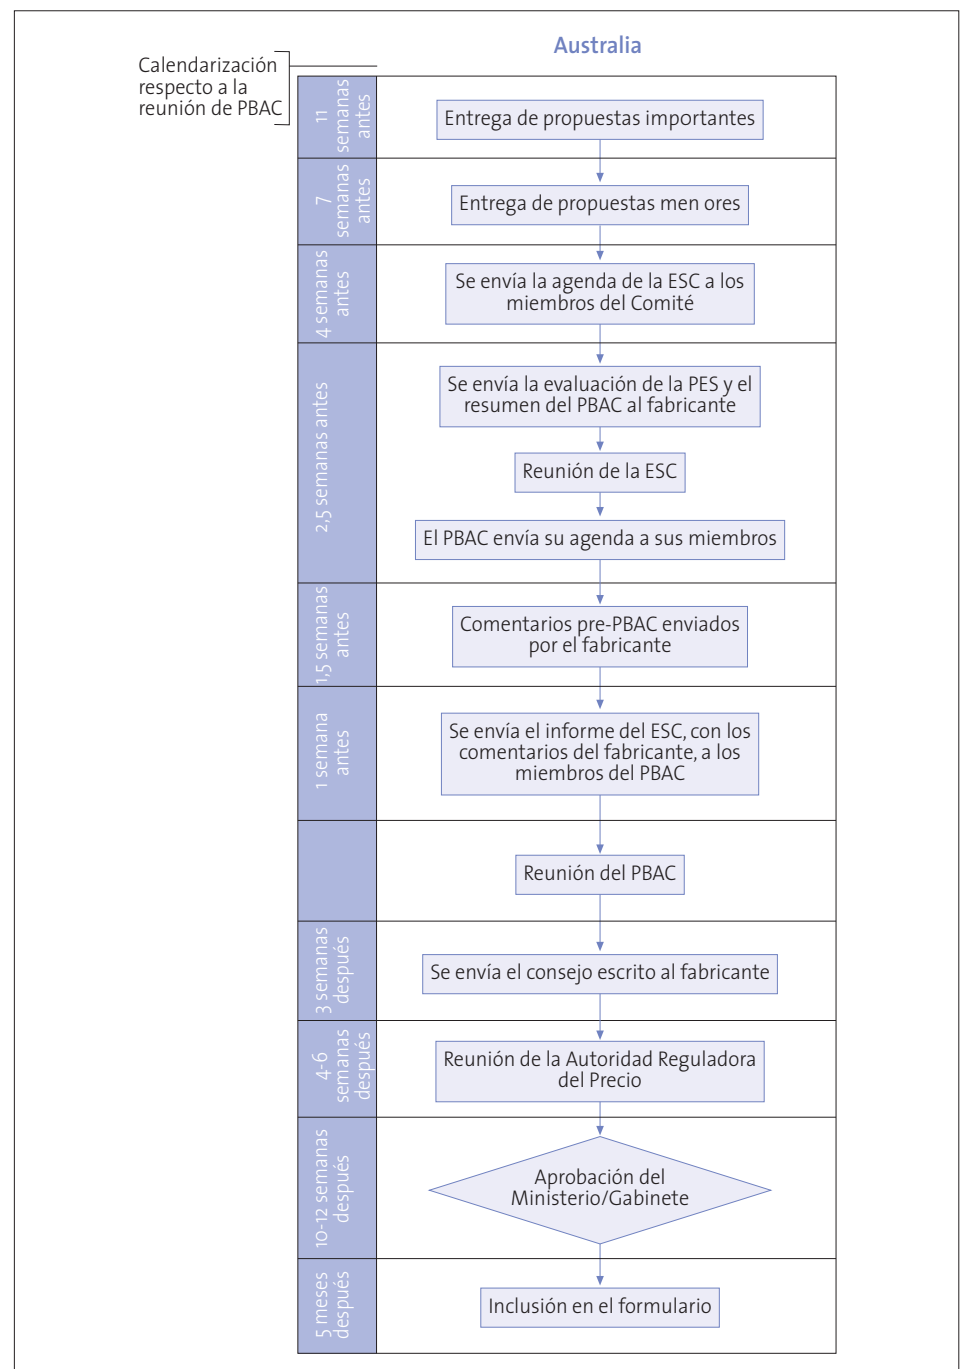 Australia
Calendarización
respecto a la
reunión de PBAC
11
semanas
antes
Entrega de propuestas importantes
7
semanas
antes
Entrega de propuestas men ores
4 semanas
antes
Se envía la agenda de la ESC a los
miembros del Comité
2,5 semanas antes
Se envía la evaluación de la PES y el
resumen del PBAC al fabricante
Reunión de la ESC
El PBAC envía su agenda a sus miembros
1,5 semanas
antes
Comentarios pre-PBAC enviados
por el fabricante
1 semana
antes
Se envía el informe del ESC, con los
comentarios del fabricante, a los
miembros del PBAC
Reunión del PBAC
3 semanas
después
Se envía el consejo escrito al fabricante
4-6
semanas
después
Reunión de la Autoridad Reguladora
del Precio
10-12 semanas
después
Aprobación del
Ministerio/Gabinete
5 meses
después
Inclusión en el formulario